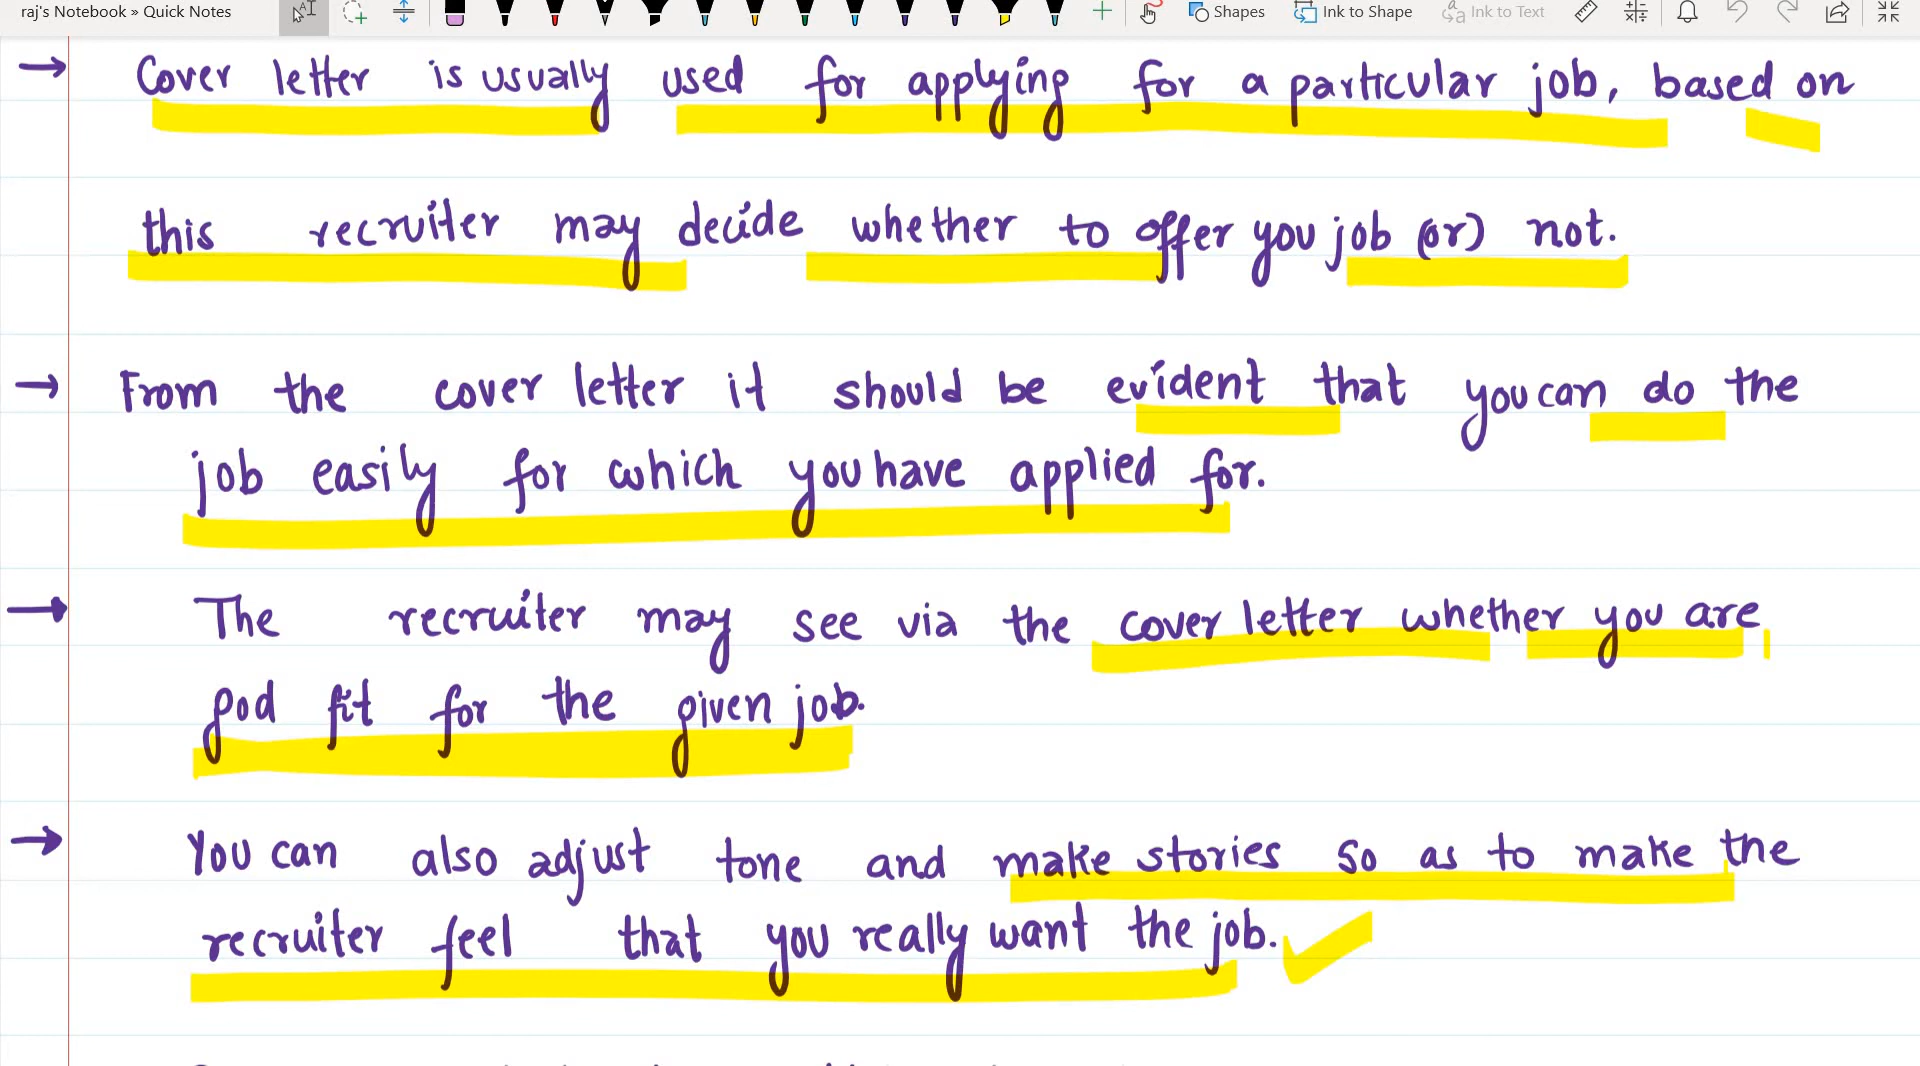 raj's Notebook » Quick Notes Shapes Ink to Shape Ink to Text
→ Cover letter is usually used for applying for a particular job, based on
this recruiter may decide whether to offer you job (or) not.
→ From the cover letter it should be evident that you can do the
job easily for which you have applied for.
→ The recruiter may see via the cover letter whether you are
god fit for the given job.
→ You can also adjust tone and make stories so as to make the
recruiter feel that you really want the job.